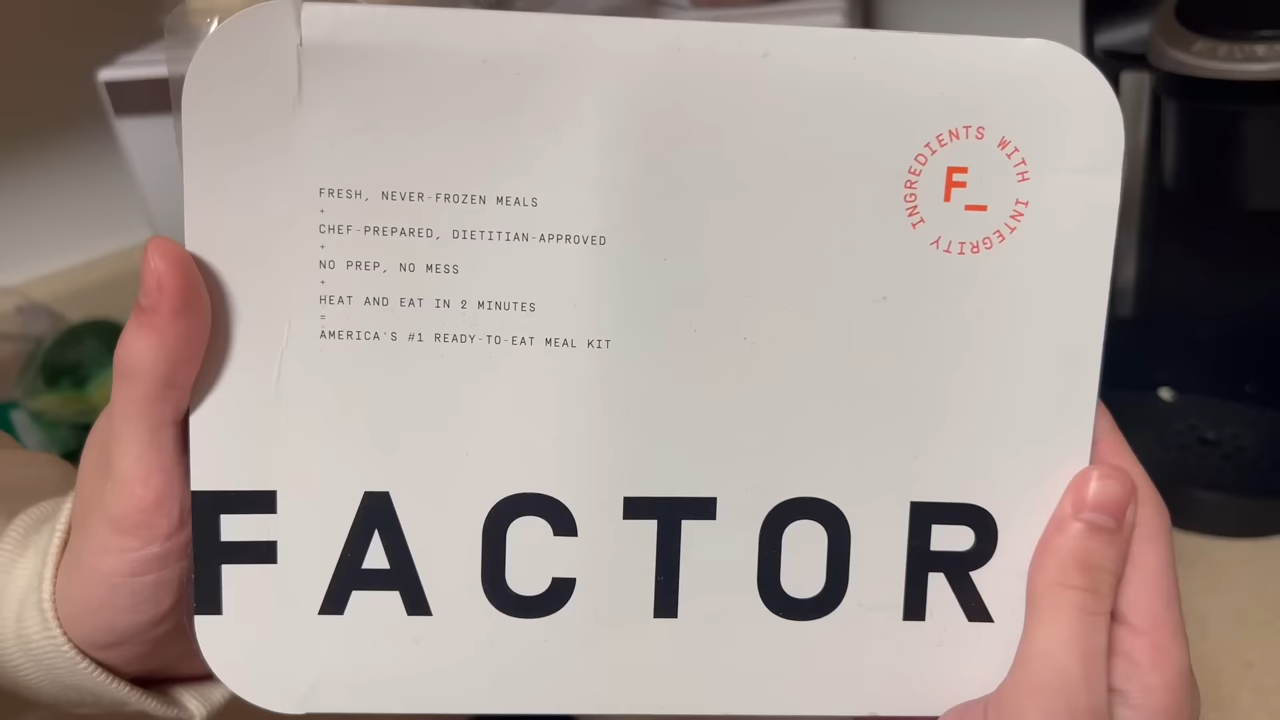 FRESH, NEVER-FROZEN MEALS
+
CHEF-PREPARED, DIETITIAN-APPROVED
+
NO PREP, NO MESS
+
HEAT AND EAT IN 2 MINUTES
=
AMERICA'S #1 READY-TO-EAT MEAL KIT
INGREDIENTS WITH INTEGRITY
F_
FACTOR